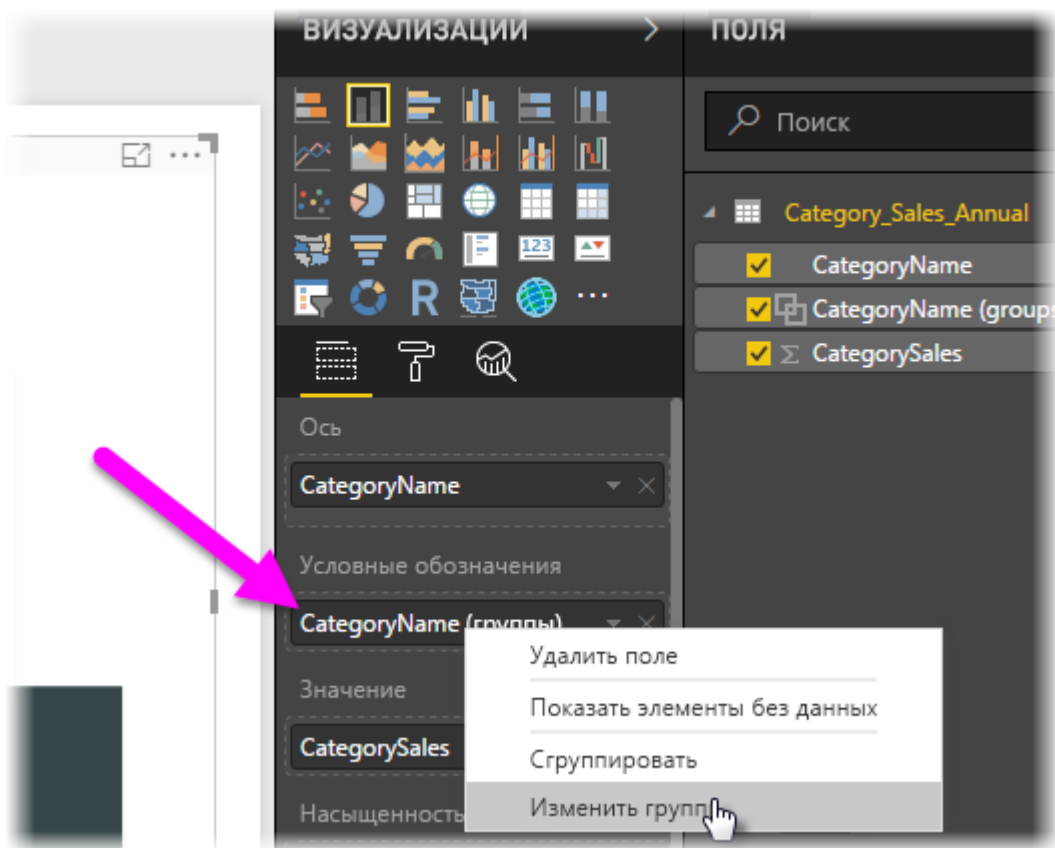 ВИЗУАЛИЗАЦИИ
ПОЛЯ
Поиск
Category_Sales_Annual
CategoryName
CategoryName (groups
CategorySales
123
R
Ось
CategoryName
Условные обозначения
CategoryName (группы)
Значение
CategorySales
Насыщенность
Удалить поле
Показать элементы без данных
Сгруппировать
Изменить групп